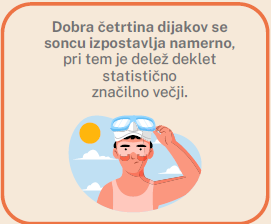 Dobra četrtina dijakov se
soncu izpostavlja namerno,
pri tem je delež deklet
statistično
značilno večji.